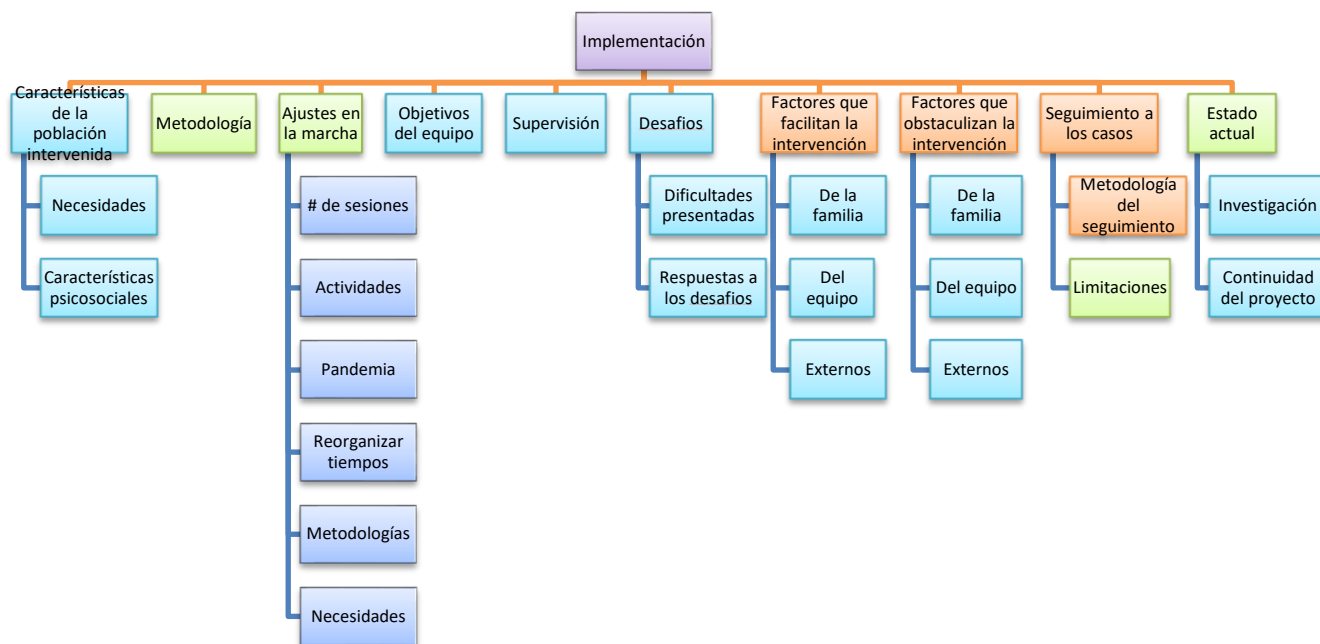 Implementación
Características
de la
población
intervenida
Metodología
Ajustes en
la marcha
Objetivos
del equipo
Supervisión
Desafios
Factores que
facilitan la
intervención
Factores que
obstaculizan la
intervención
Seguimiento a
los casos
Estado
actual
Necesidades
Características
psicosociales
# de sesiones
Actividades
Pandemia
Reorganizar
tiempos
Metodologías
Necesidades
Dificultades
presentadas
Respuestas a
los desafios
De la
familia
Del
equipo
Externos
De la
familia
Del equipo
Externos
Metodología
del
seguimiento
Limitaciones
Investigación
Continuidad
del proyecto